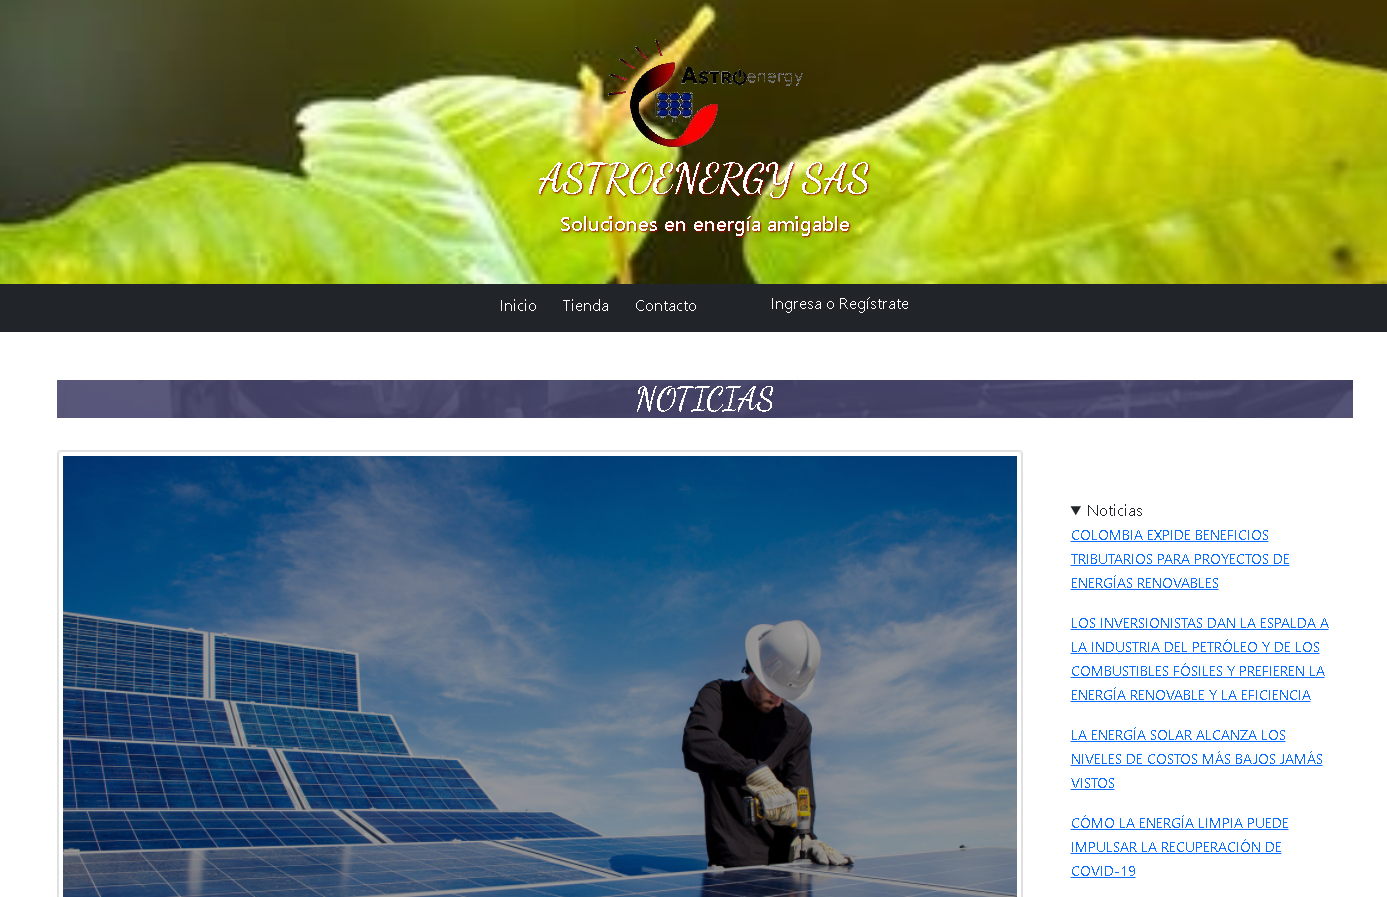 ASTROenergy
ASTROENERGY SAS
Soluciones en energía amigable
Inicio Tienda Contacto Ingresa o Regístrate
NOTICIAS
▼ Noticias
COLOMBIA EXPIDE BENEFICIOS
TRIBUTARIOS PARA PROYECTOS DE
ENERGÍAS RENOVABLES
LOS INVERSIONISTAS DAN LA ESPALDA A
LA INDUSTRIA DEL PETRÓLEO Y DE LOS
COMBUSTIBLES FÓSILES Y PREFIEREN LA
ENERGÍA RENOVABLE Y LA EFICIENCIA
LA ENERGÍA SOLAR ALCANZA LOS
NIVELES DE COSTOS MÁS BAJOS JAMÁS
VISTOS
CÓMO LA ENERGÍA LIMPIA PUEDE
IMPULSAR LA RECUPERACIÓN DE
COVID-19